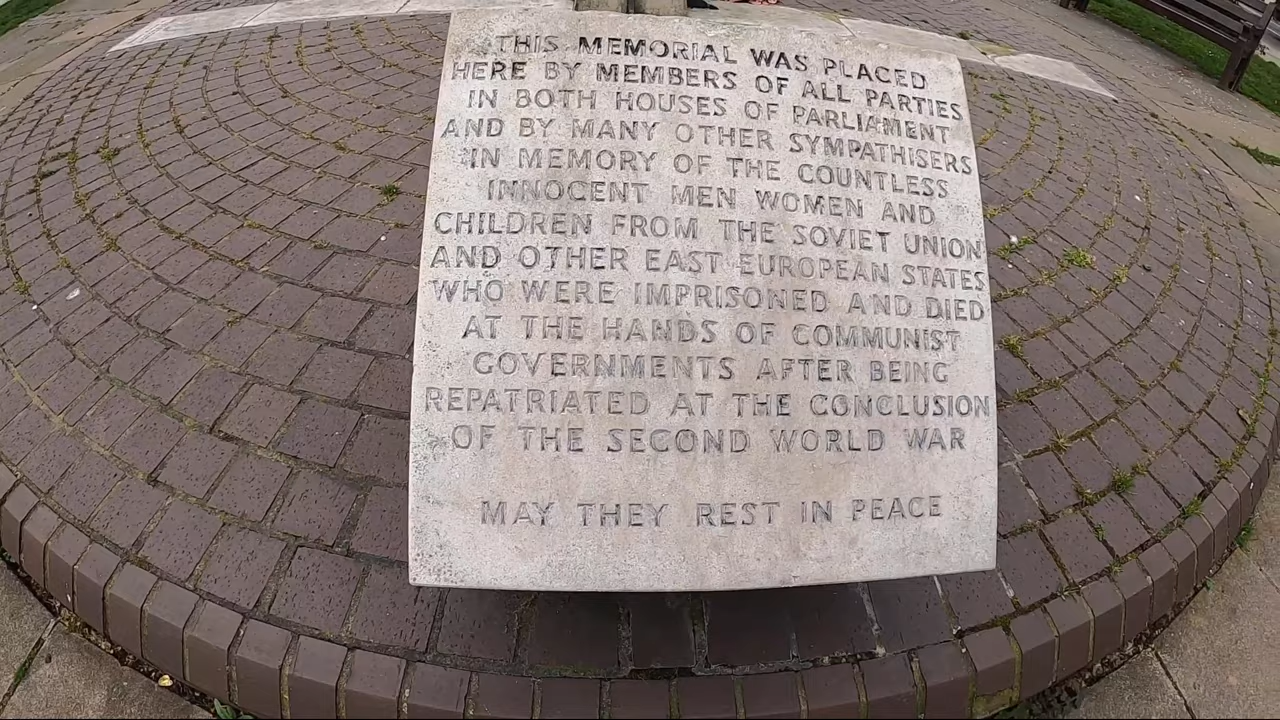 THIS MEMORIAL WAS PLACED
HERE BY MEMBERS OF ALL PARTIES
IN BOTH HOUSES OF PARLIAMENT
AND BY MANY OTHER SYMPATHISERS
IN MEMORY OF THE COUNTLESS
INNOCENT MEN WOMEN AND
CHILDREN FROM THE SOVIET UNION
AND OTHER EAST EUROPEAN STATES
WHO WERE IMPRISONED AND DIED
AT THE HANDS OF COMMUNIST
GOVERNMENTS AFTER BEING
REPATRIATED AT THE CONCLUSION
OF THE SECOND WORLD WAR
MAY THEY REST IN PEACE